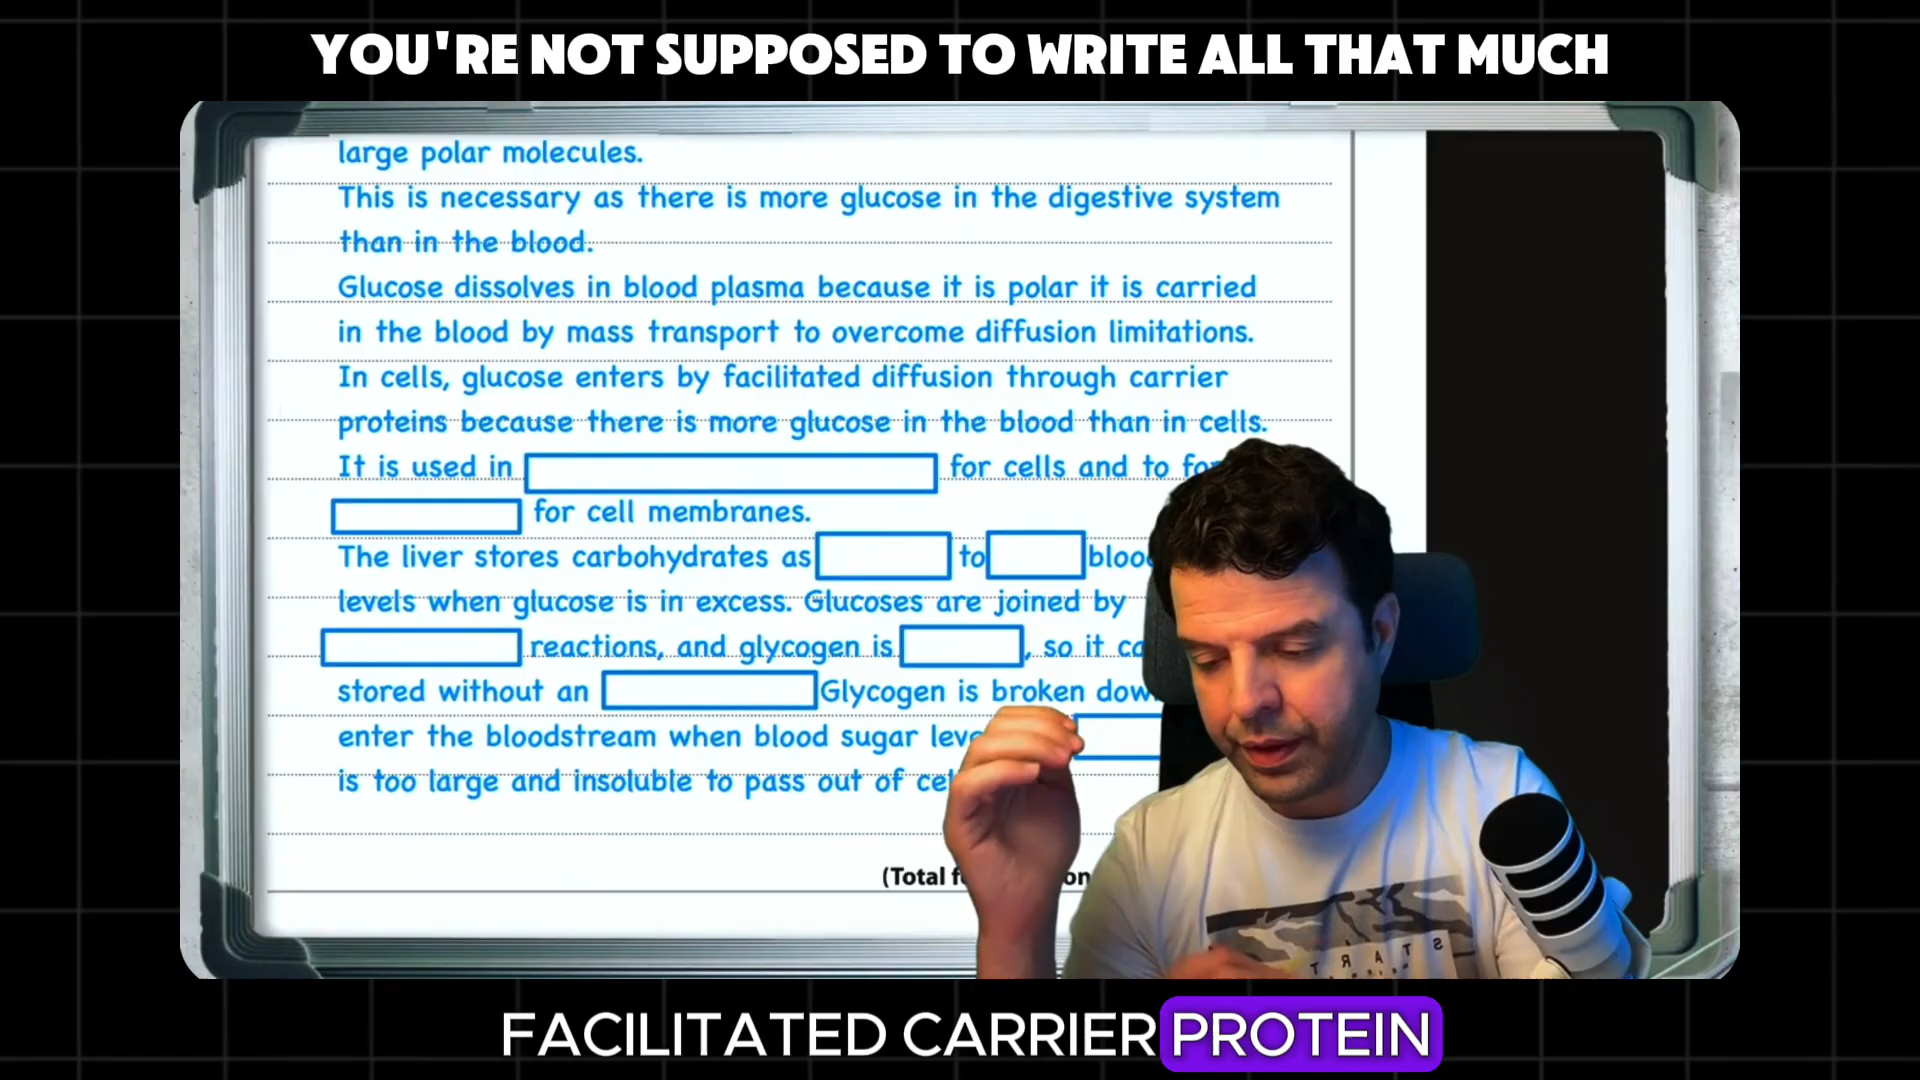 YOU'RE NOT SUPPOSED TO WRITE ALL THAT MUCH
large polar molecules.
This is necessary as there is more glucose in the digestive system
than in the blood.
Glucose dissolves in blood plasma because it is polar it is carried
in the blood by mass transport to overcome diffusion limitations.
In cells, glucose enters by facilitated diffusion through carrier
proteins because there is more glucose in the blood than in cells.
It is used in for cells and to
for cell membranes.
The liver stores carbohydrates as to
levels when glucose is in excess. Glucoses are joined by
reactions, and glycogen is , so it
stored without an Glycogen is broken
enter the bloodstream when blood sugar
is too large and insoluble to pass out of
(Total
START
FACILITATED CARRIER PROTEIN